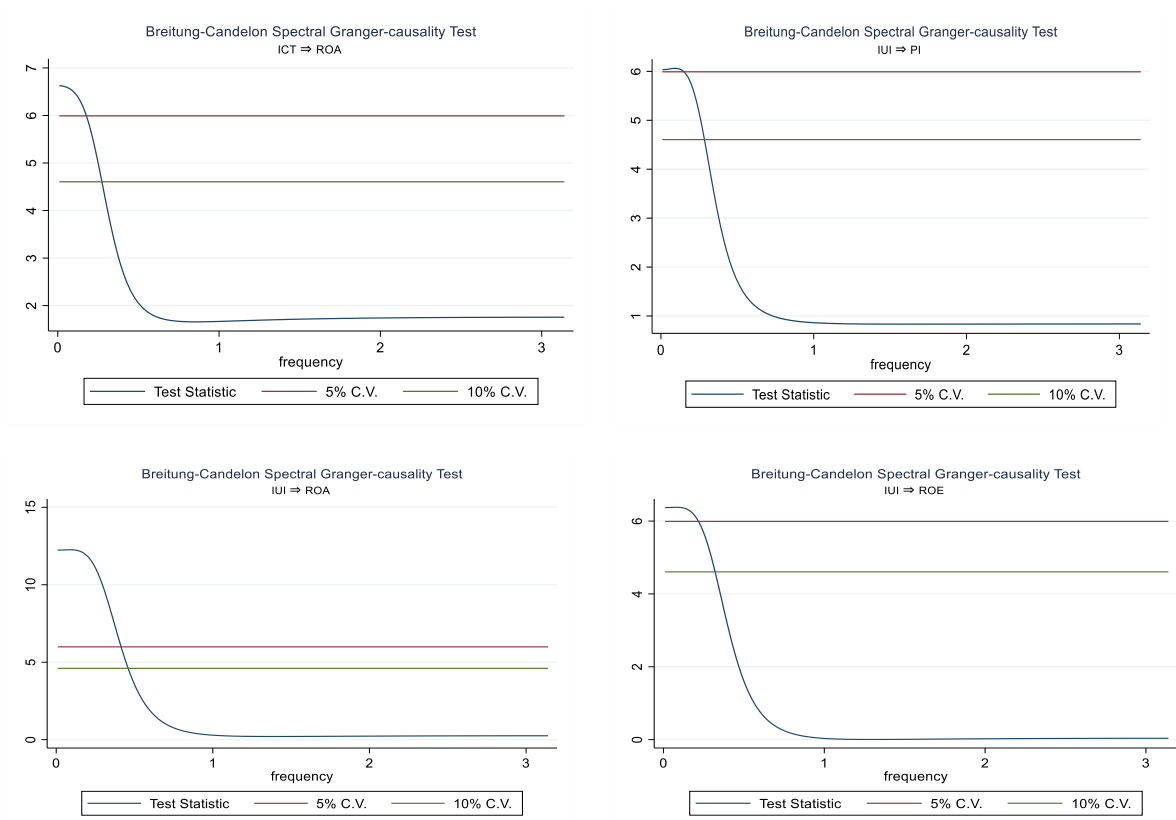 Breitung-Candelon Spectral Granger-causality Test
ICT ⇒ ROA
7
6
5
4
3
2
0 1 2 3
frequency
Test Statistic 5% C.V. 10% C.V.
Breitung-Candelon Spectral Granger-causality Test
IUI ⇒ PI
6
5
4
3
2
1
0 1 2 3
frequency
Test Statistic 5% C.V. 10% C.V.
Breitung-Candelon Spectral Granger-causality Test
IUI ⇒ ROA
15
10
5
0
0 1 2 3
frequency
Test Statistic 5% C.V. 10% C.V.
Breitung-Candelon Spectral Granger-causality Test
IUI ⇒ ROE
6
4
2
0
0 1 2 3
frequency
Test Statistic 5% C.V. 10% C.V.